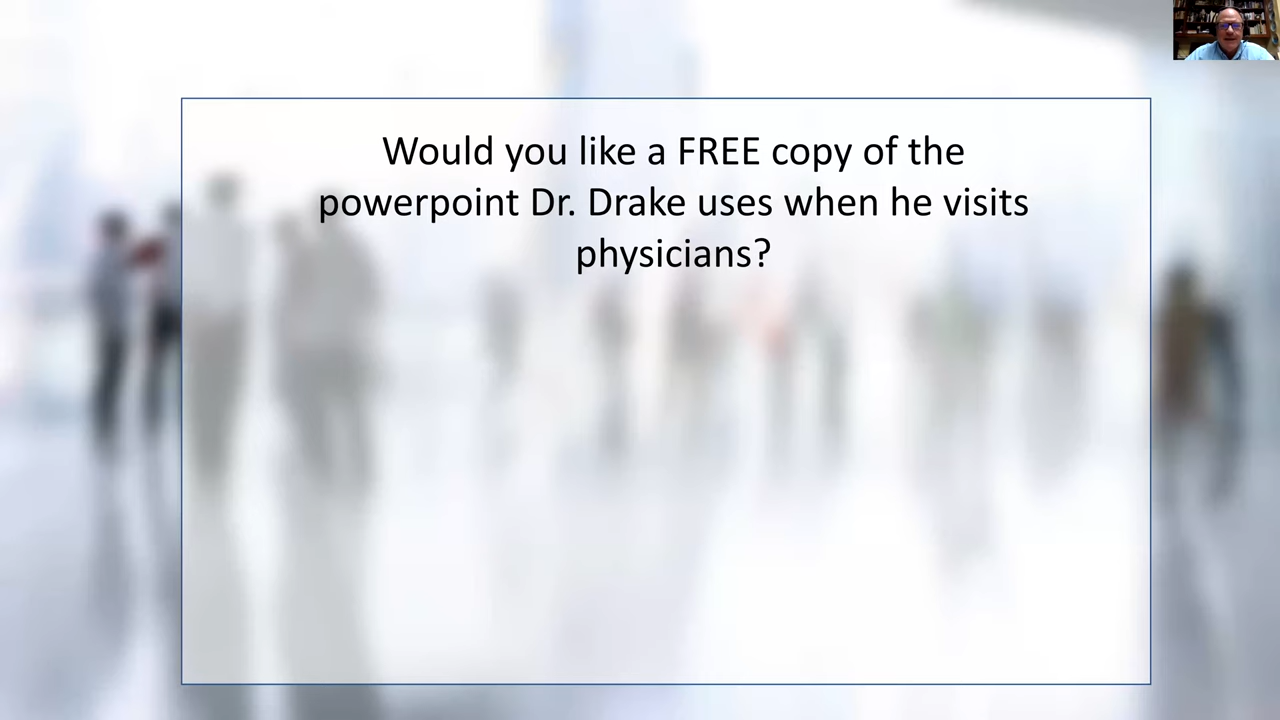 Would you like a FREE copy of the
powerpoint Dr. Drake uses when he visits
physicians?